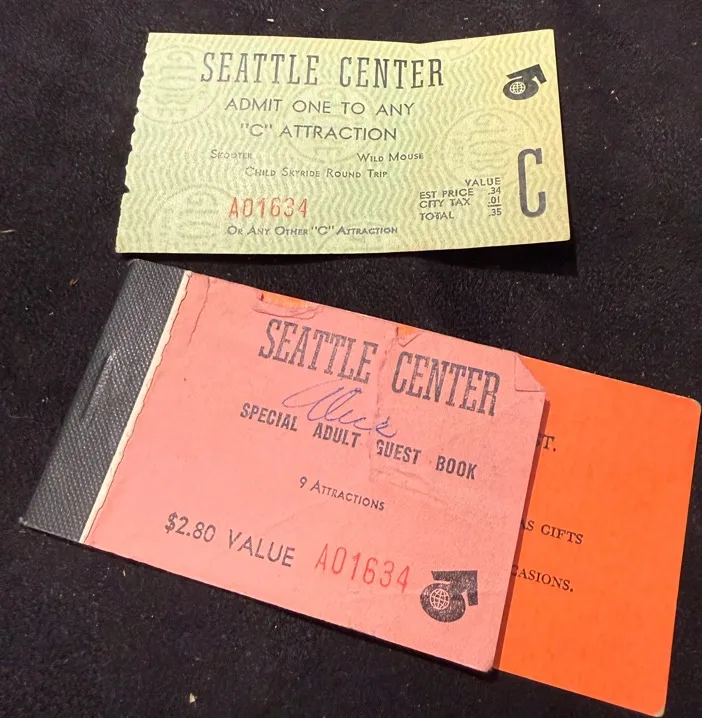 SEATTLE CENTER
ADMIT ONE TO ANY
"C" ATTRACTION
SKOOTER WILD MOUSE
CHILD SKYRIDE ROUND TRIP
VALUE
EST PRICE .34
CITY TAX .01
TOTAL .35
C
A01634
OR ANY OTHER "C" ATTRACTION
SEATTLE CENTER
SPECIAL ADULT GUEST BOOK
9 ATTRACTIONS
$2.80 VALUE A01634
ST.
AS GIFTS